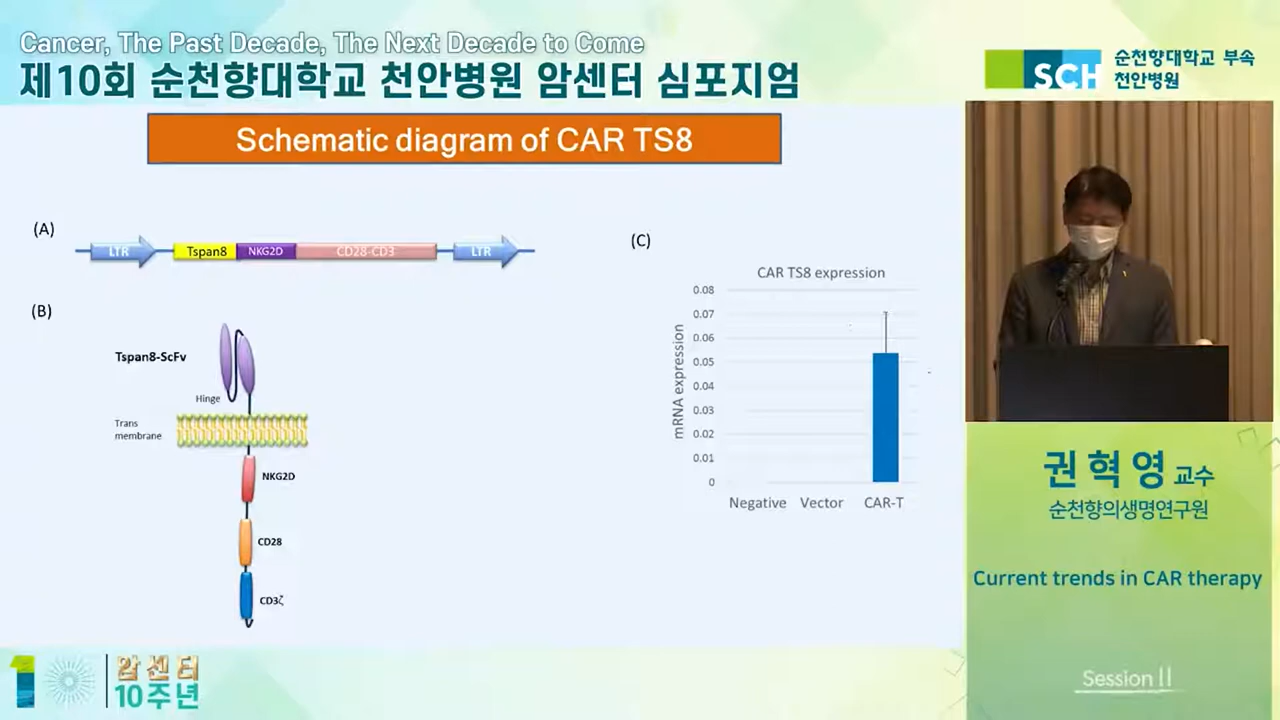 Cancer, The Past Decade, The Next Decade to Come
제10회 순천향대학교 천안병원 암센터 심포지엄
SCH
순천향대학교 부속
천안병원
Schematic diagram of CAR TS8
(A)
LTR
Tspan8
NKG2D
CD28-CD3
LTR
(B)
Tspan8-ScFv
Hinge
Trans
membrane
NKG2D
CD28
CD3ζ
(C)
CAR TS8 expression
mRNA expression
0.08
0.07
0.06
0.05
0.04
0.03
0.02
0.01
0
Negative
Vector
CAR-T
권혁영 교수
순천향의생명연구원
Current trends in CAR therapy
Session II
10
암센터
10주년